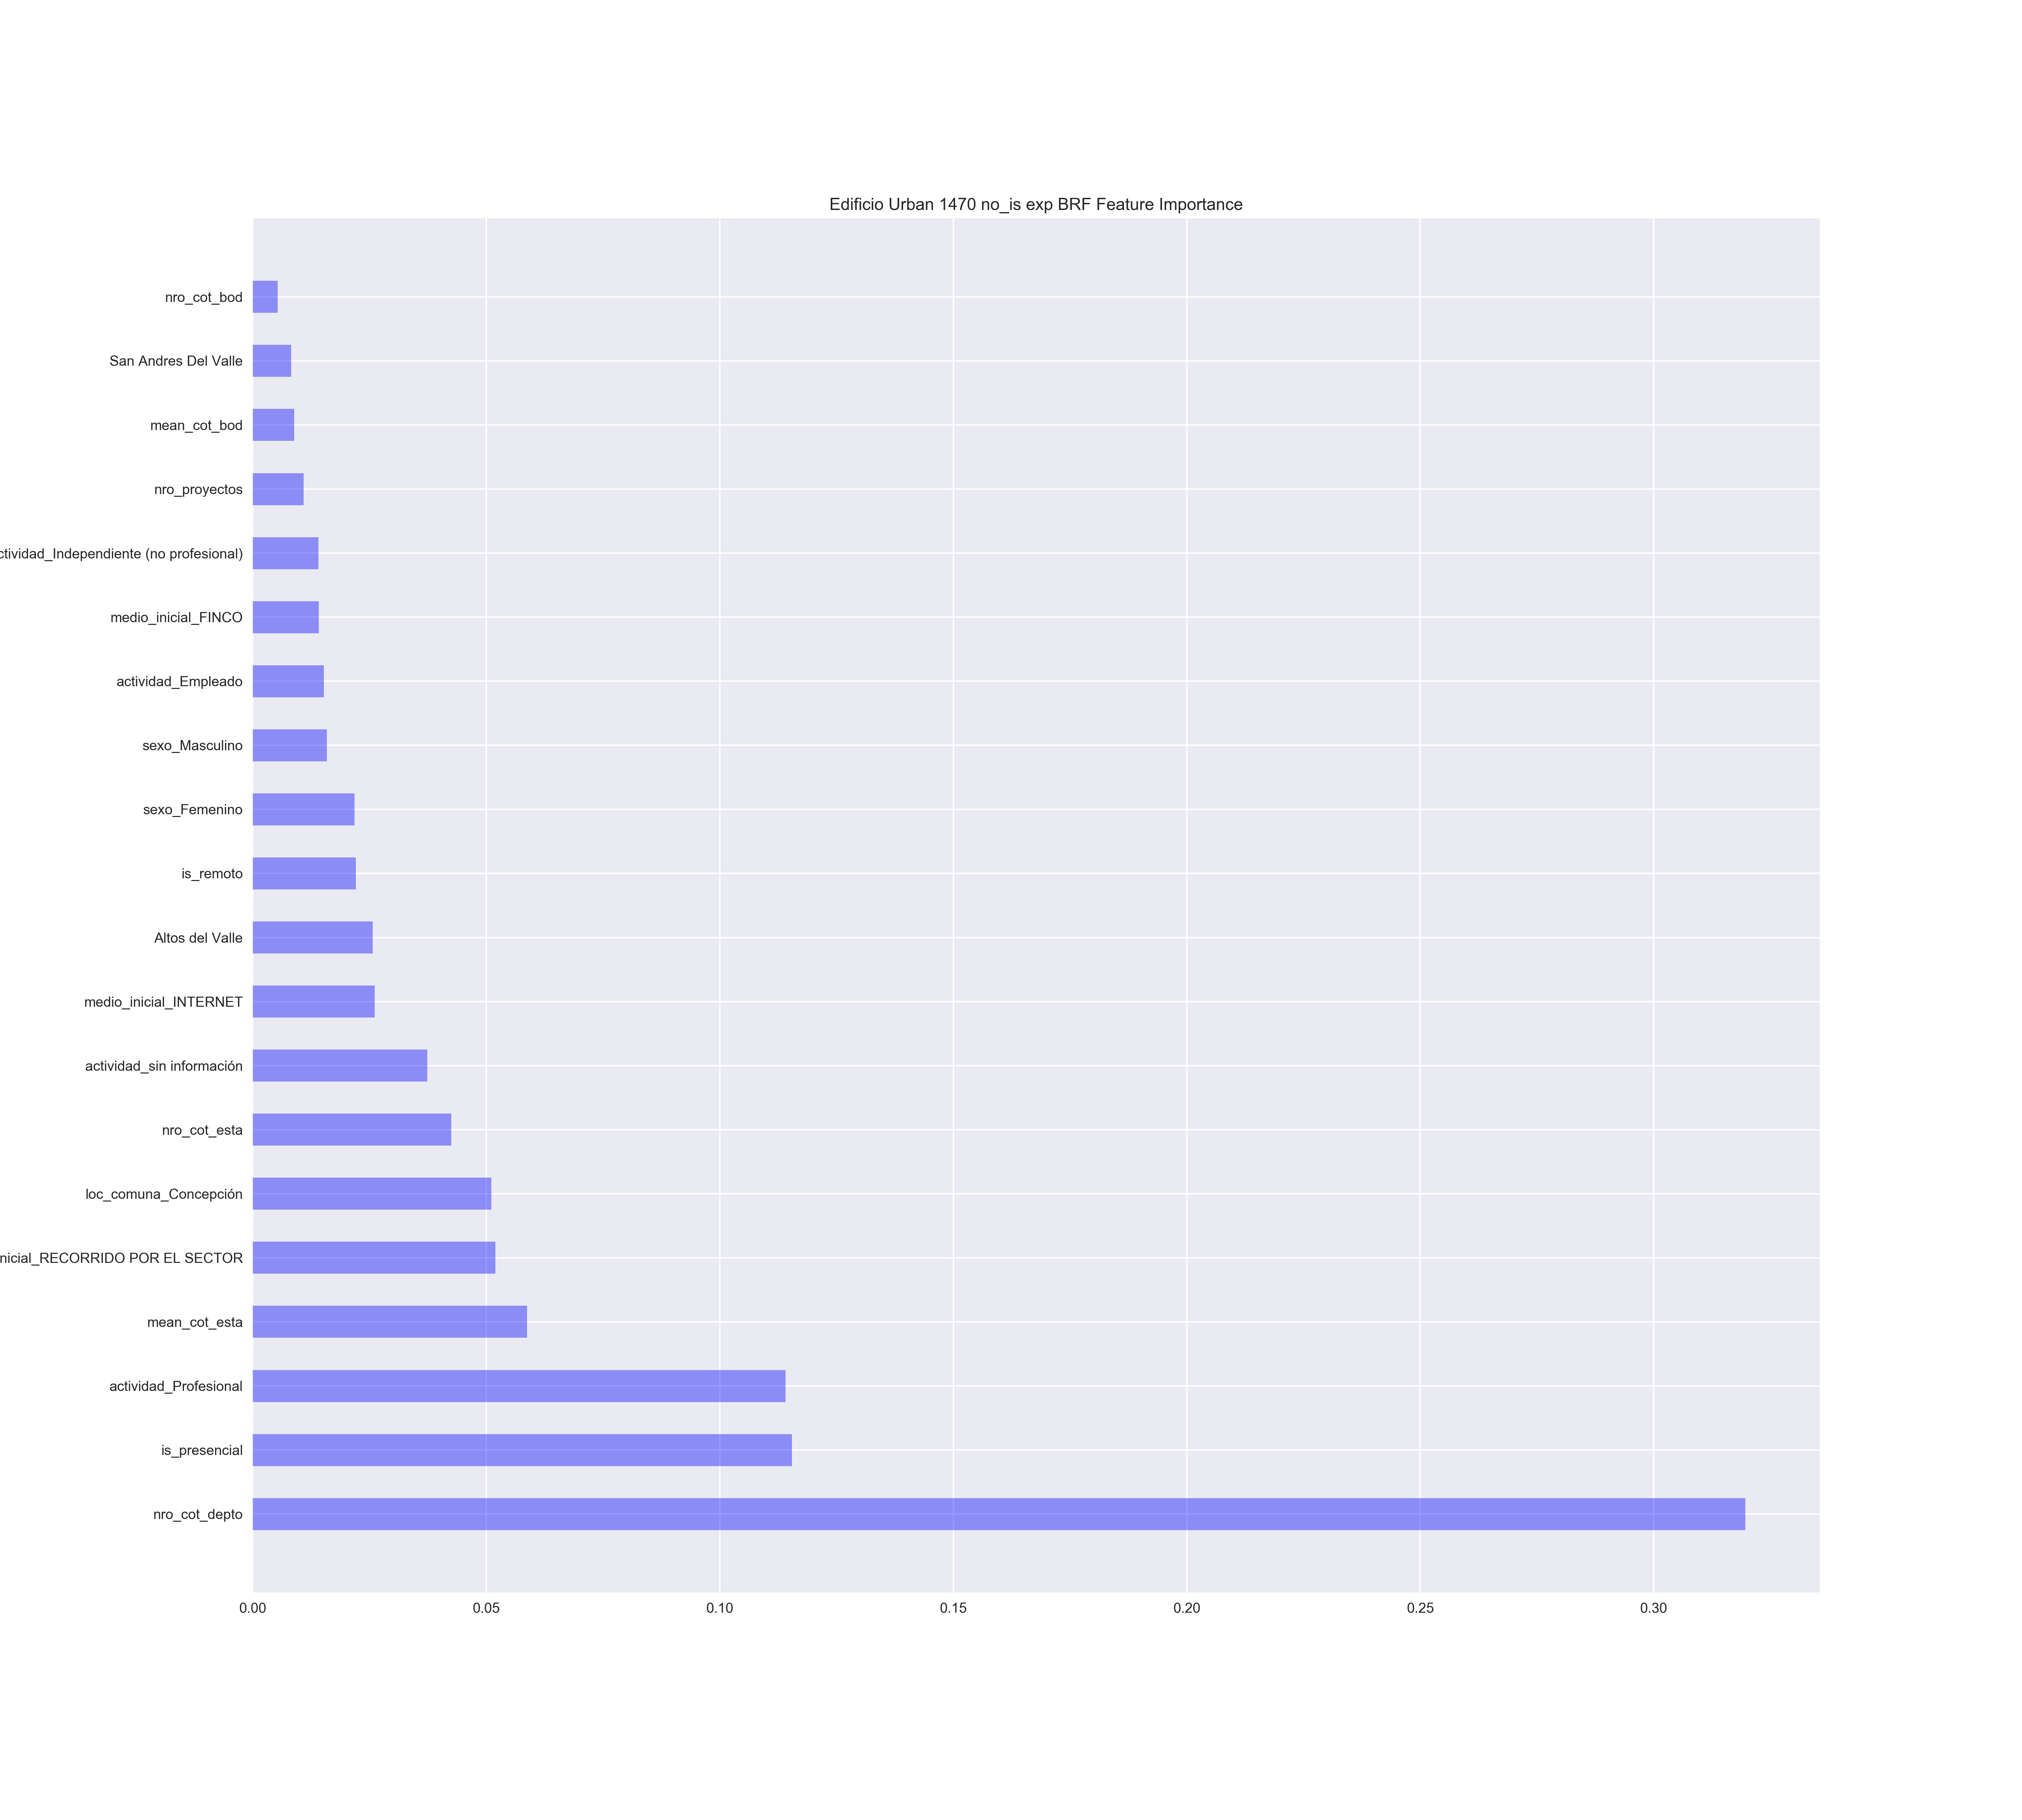 Edificio Urban 1470 no_is exp BRF Feature Importance
nro_cot_bod
San Andres Del Valle
mean_cot_bod
nro_proyectos
ctividad_Independiente (no profesional)
medio_inicial_FINCO
actividad_Empleado
sexo_Masculino
sexo_Femenino
is_remoto
Altos del Valle
medio_inicial_INTERNET
actividad_sin información
nro_cot_esta
loc_comuna_Concepción
nicial_RECORRIDO POR EL SECTOR
mean_cot_esta
actividad_Profesional
is_presencial
nro_cot_depto
0.00 0.05 0.10 0.15 0.20 0.25 0.30